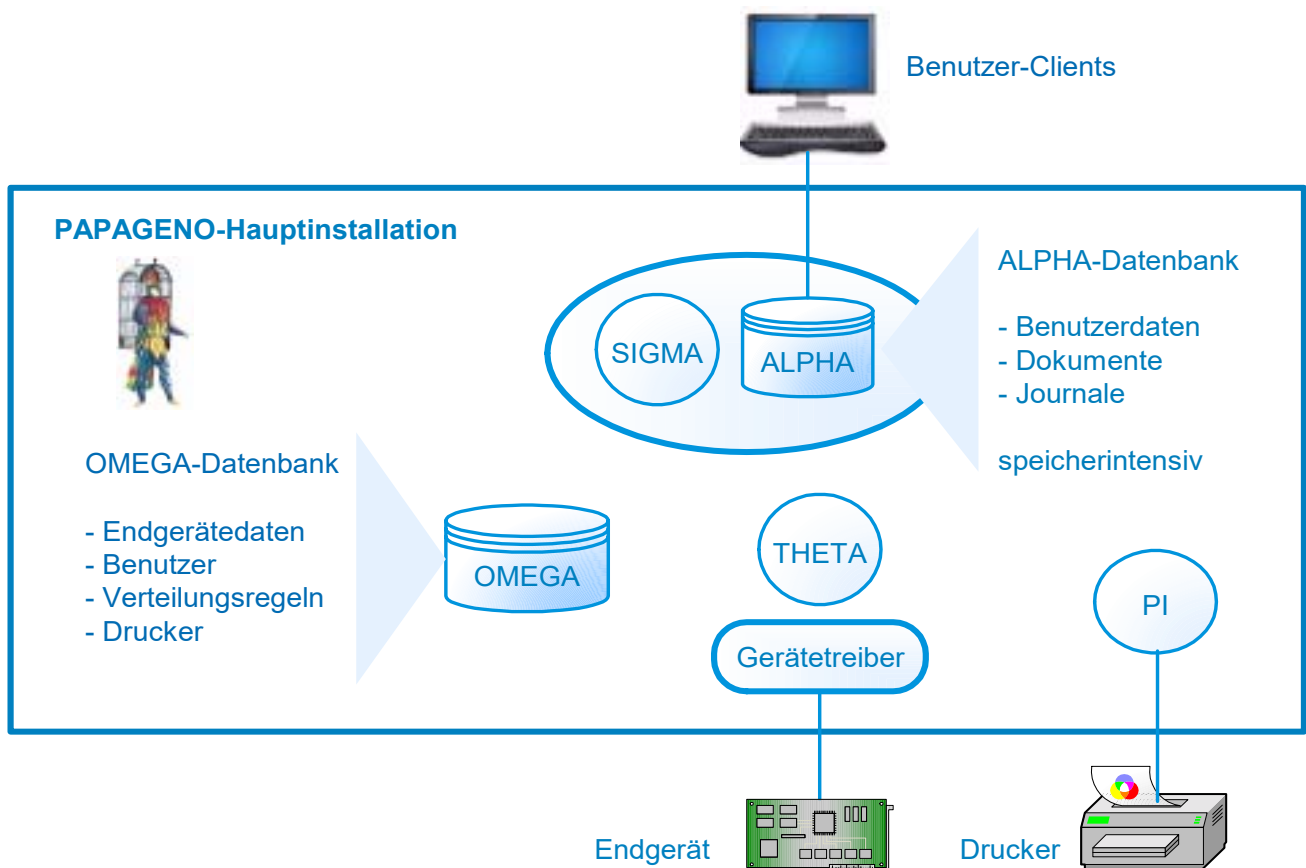 Benutzer-Clients
PAPAGENO-Hauptinstallation
SIGMA
ALPHA
ALPHA-Datenbank
- Benutzerdaten
- Dokumente
- Journale
speicherintensiv
OMEGA-Datenbank
- Endgerätedaten
- Benutzer
- Verteilungsregeln
- Drucker
OMEGA
THETA
Gerätetreiber
PI
Endgerät
Drucker